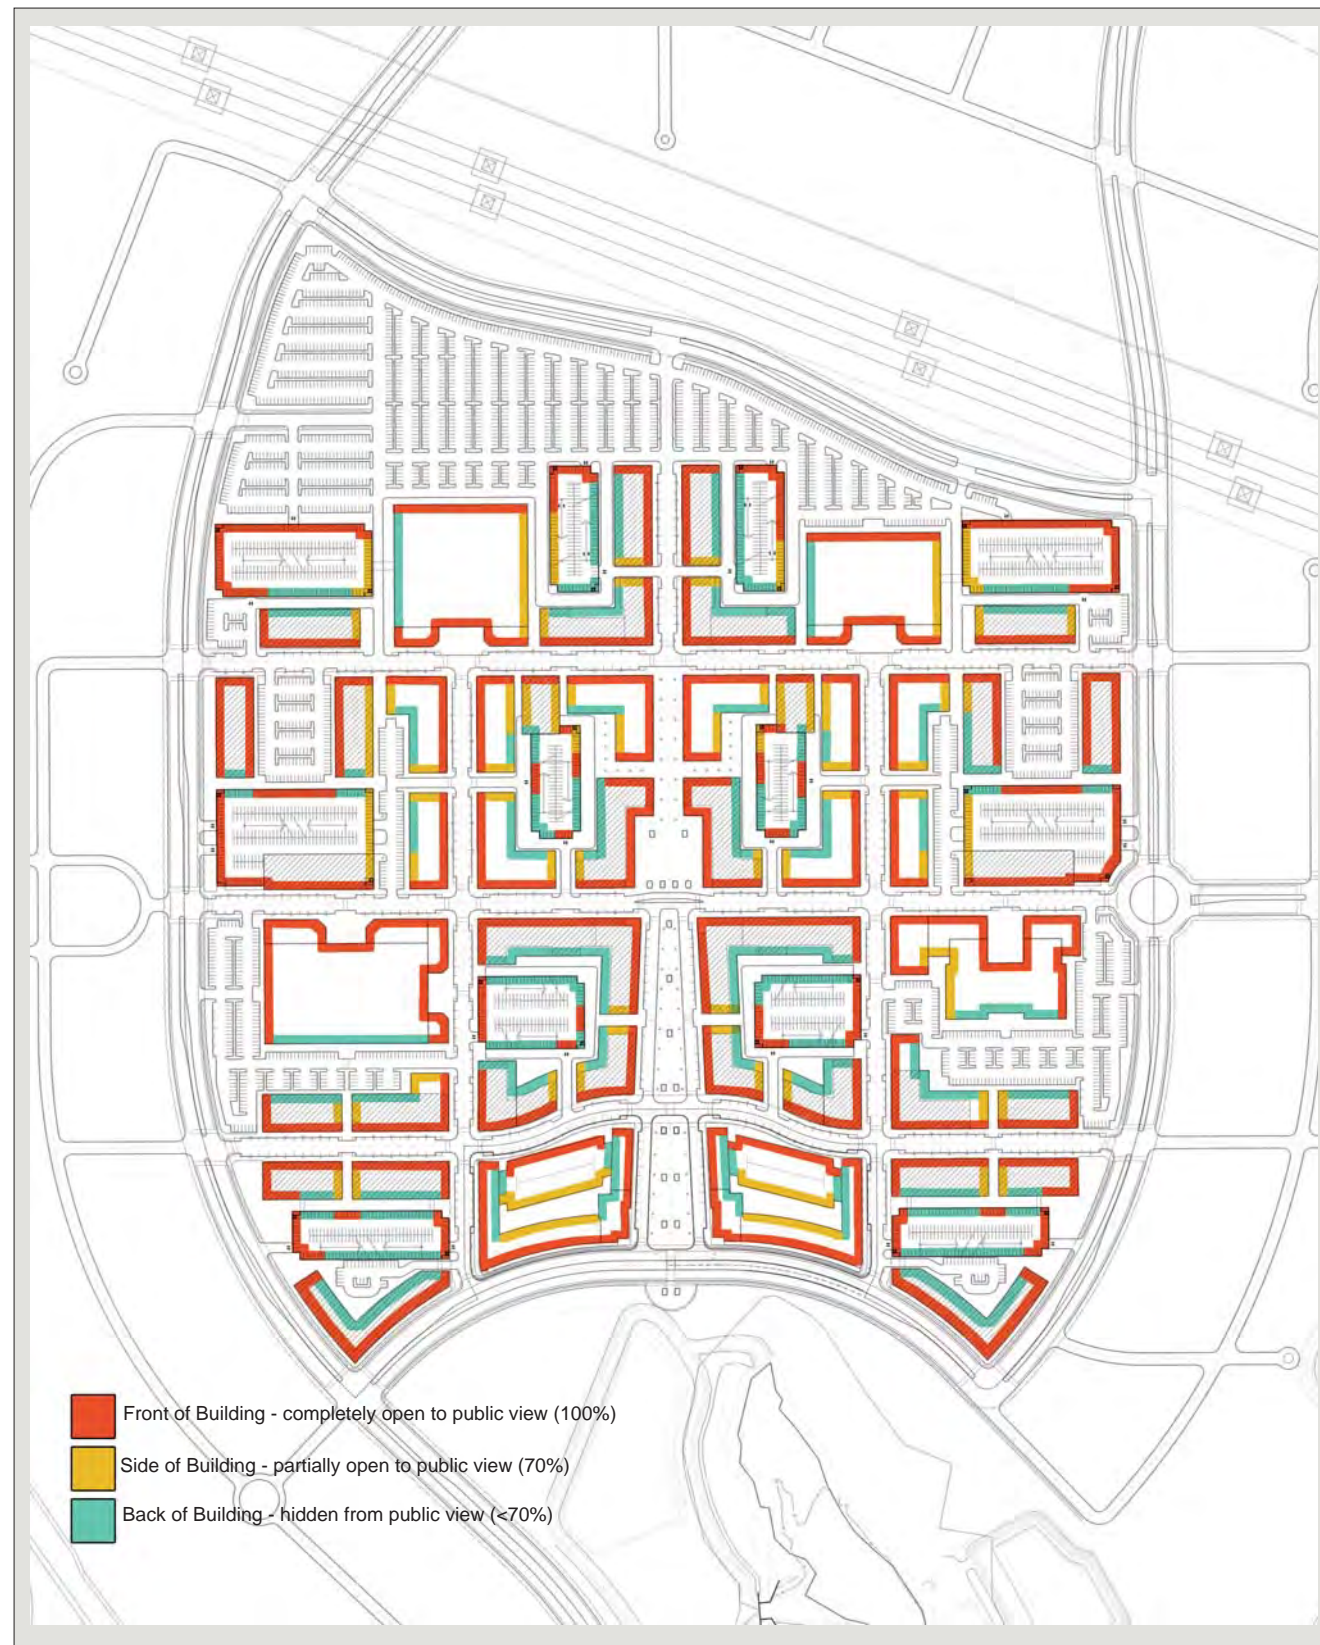 Front of Building - completely open to public view (100%)
Side of Building - partially open to public view (70%)
Back of Building - hidden from public view (<70%)